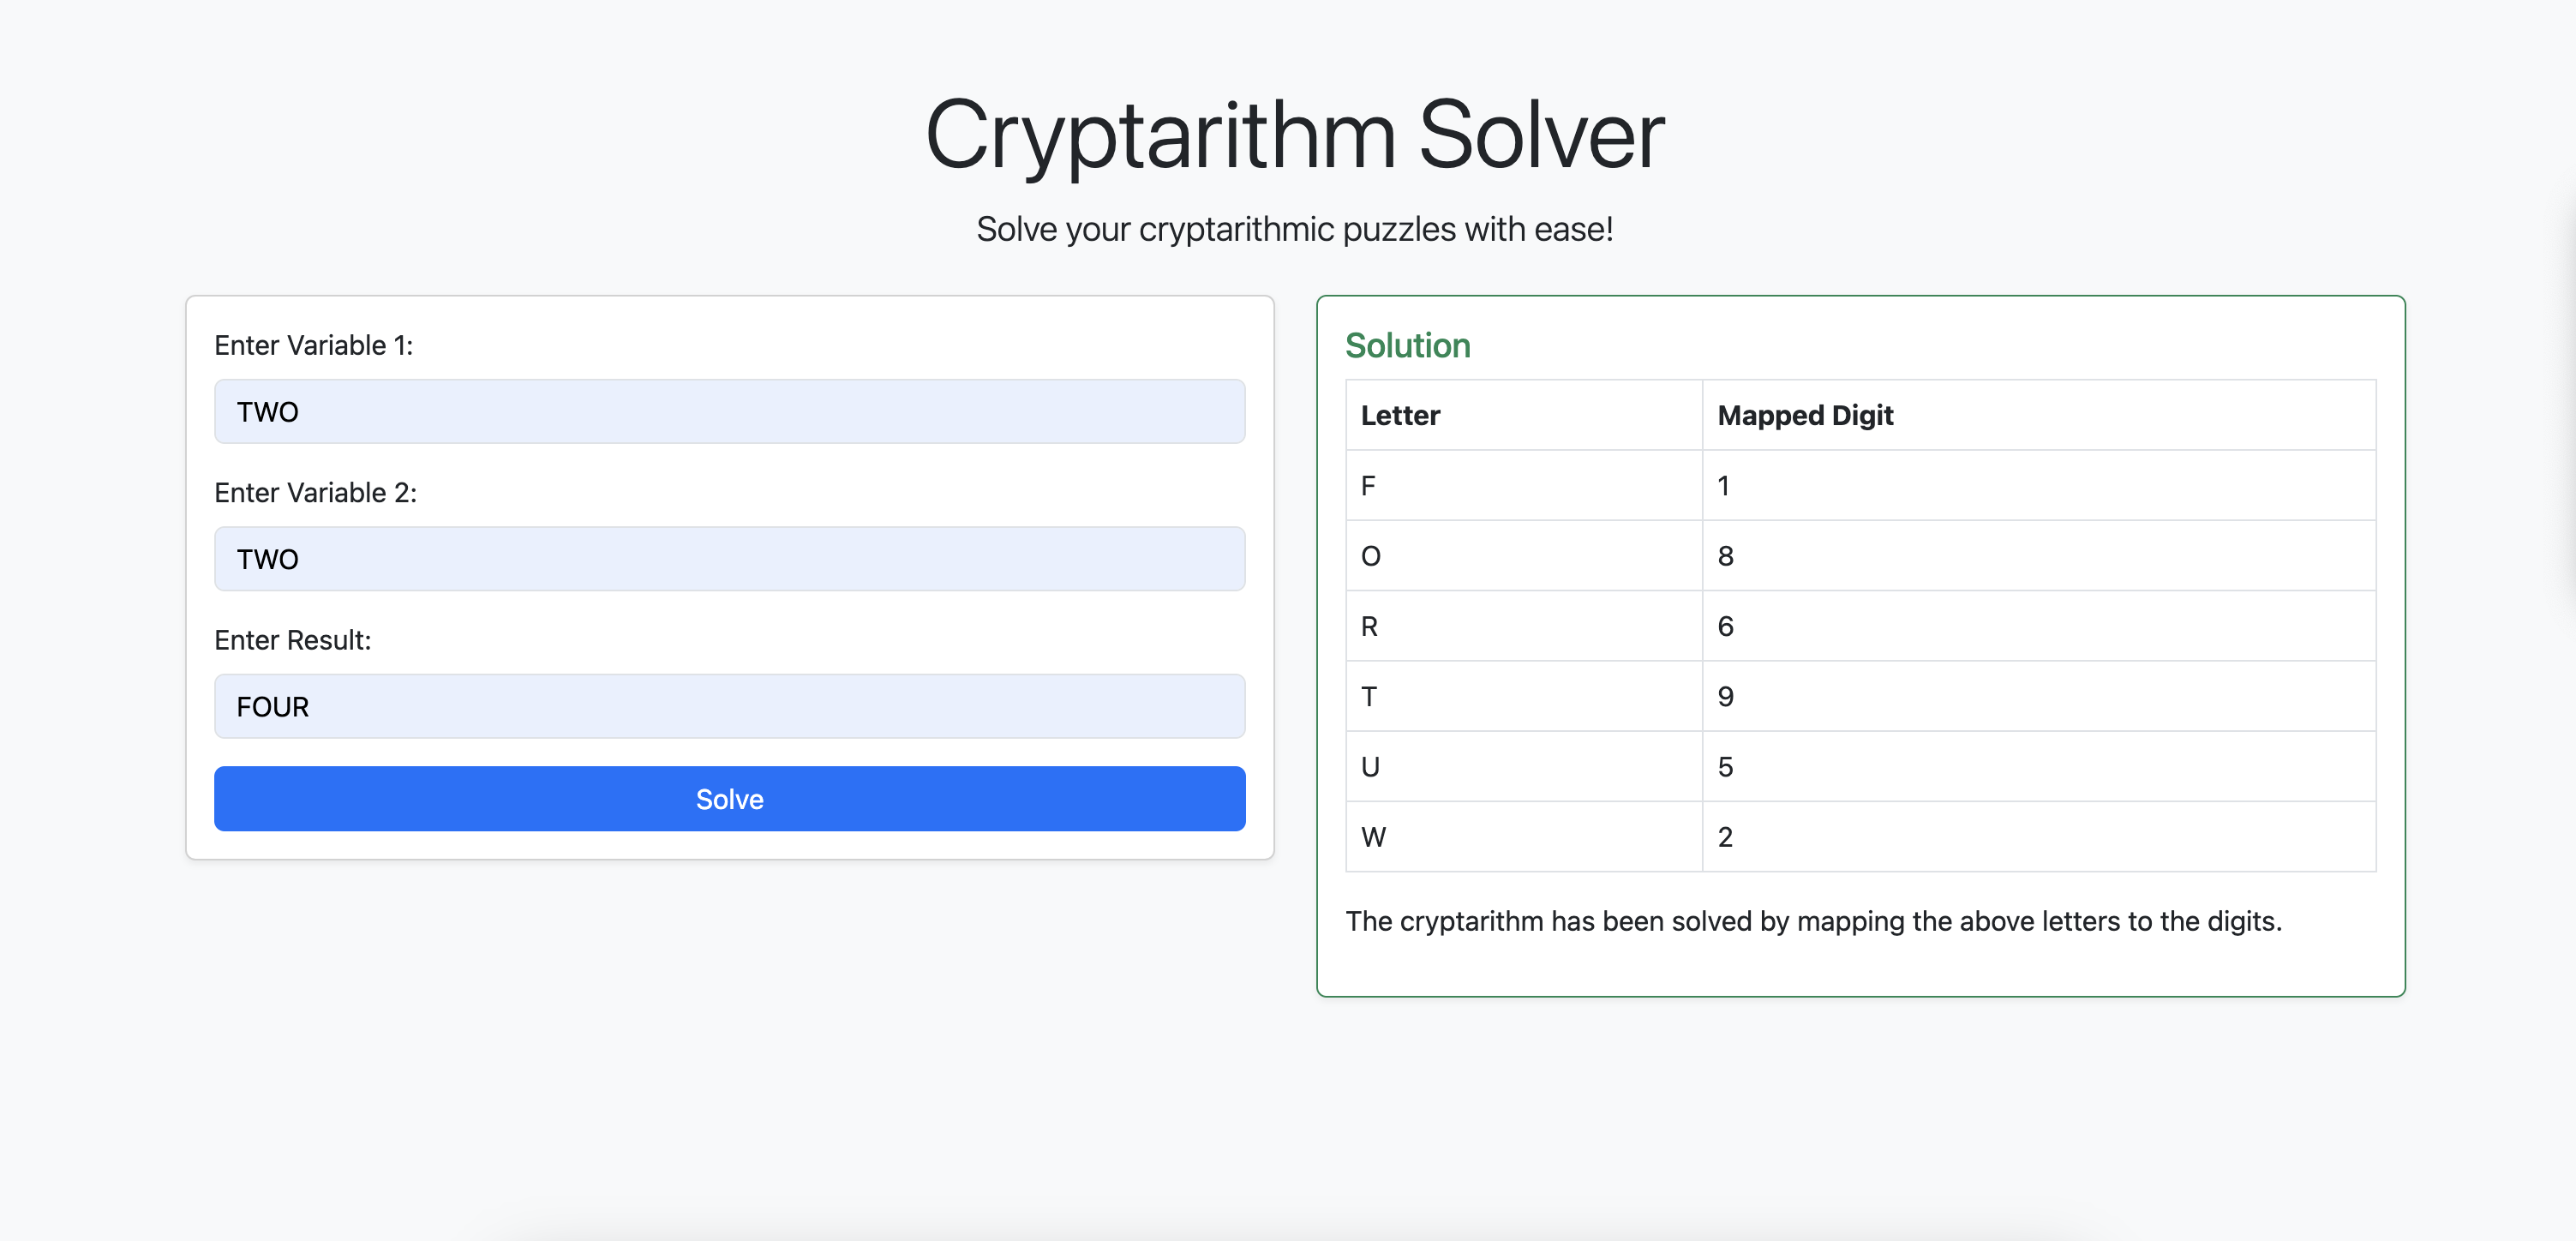 Cryptarithm Solver
Solve your cryptarithmic puzzles with ease!
Enter Variable 1:
TWO
Enter Variable 2:
TWO
Enter Result:
FOUR
Solve
Solution
Letter Mapped Digit
F 1
O 8
R 6
T 9
U 5
W 2
The cryptarithm has been solved by mapping the above letters to the digits.